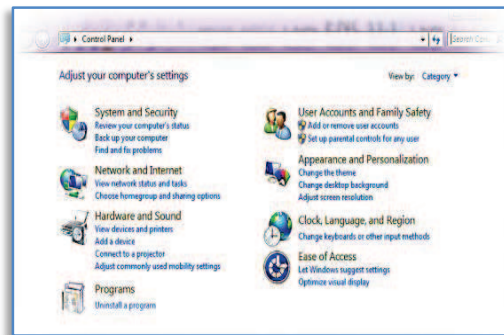 Control Panel
Adjust your computer's settings
View by: Category
System and Security
Review your computer's status
Back up your computer
Find and fix problems
Network and Internet
View network status and tasks
Choose homegroup and sharing options
Hardware and Sound
View devices and printers
Add a device
Connect to a projector
Adjust commonly used mobility settings
Programs
Uninstall a program
User Accounts and Family Safety
Add or remove user accounts
Set up parental controls for any user
Appearance and Personalization
Change the theme
Change desktop background
Adjust screen resolution
Clock, Language, and Region
Change keyboards or other input methods
Ease of Access
Let Windows suggest settings
Optimize visual display